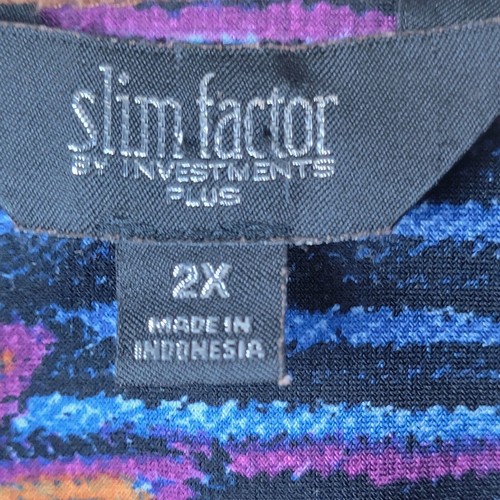 slim factor
BY INVESTMENTS
PLUS
2X
MADE IN
INDONESIA